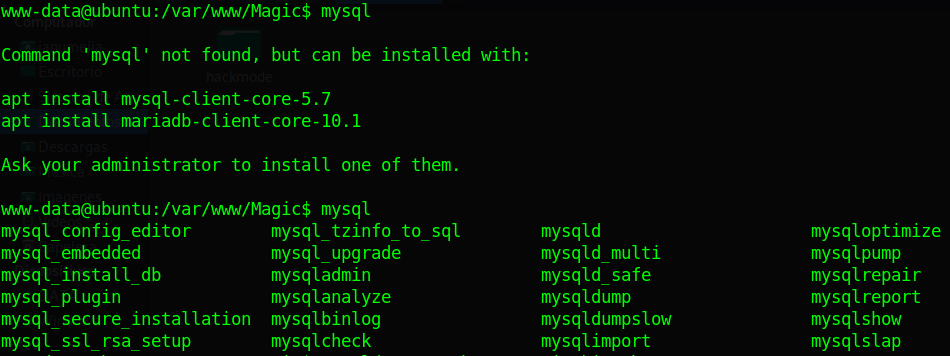 www-data@ubuntu:/var/www/Magic$ mysql
Command 'mysql' not found, but can be installed with:
apt install mysql-client-core-5.7
apt install mariadb-client-core-10.1
Ask your administrator to install one of them.
www-data@ubuntu:/var/www/Magic$ mysql
mysql_config_editor mysql_tzinfo_to_sql mysqld mysqloptimize
mysql_embedded mysql_upgrade mysqld_multi mysqlpump
mysql_install_db mysqladmin mysqld_safe mysqlrepair
mysql_plugin mysqlanalyze mysqldump mysqlreport
mysql_secure_installation mysqlbinlog mysqldumpslow mysqlshow
mysql_ssl_rsa_setup mysqlcheck mysqlimport mysqlslap
Escritorio
hackmode
Descargas